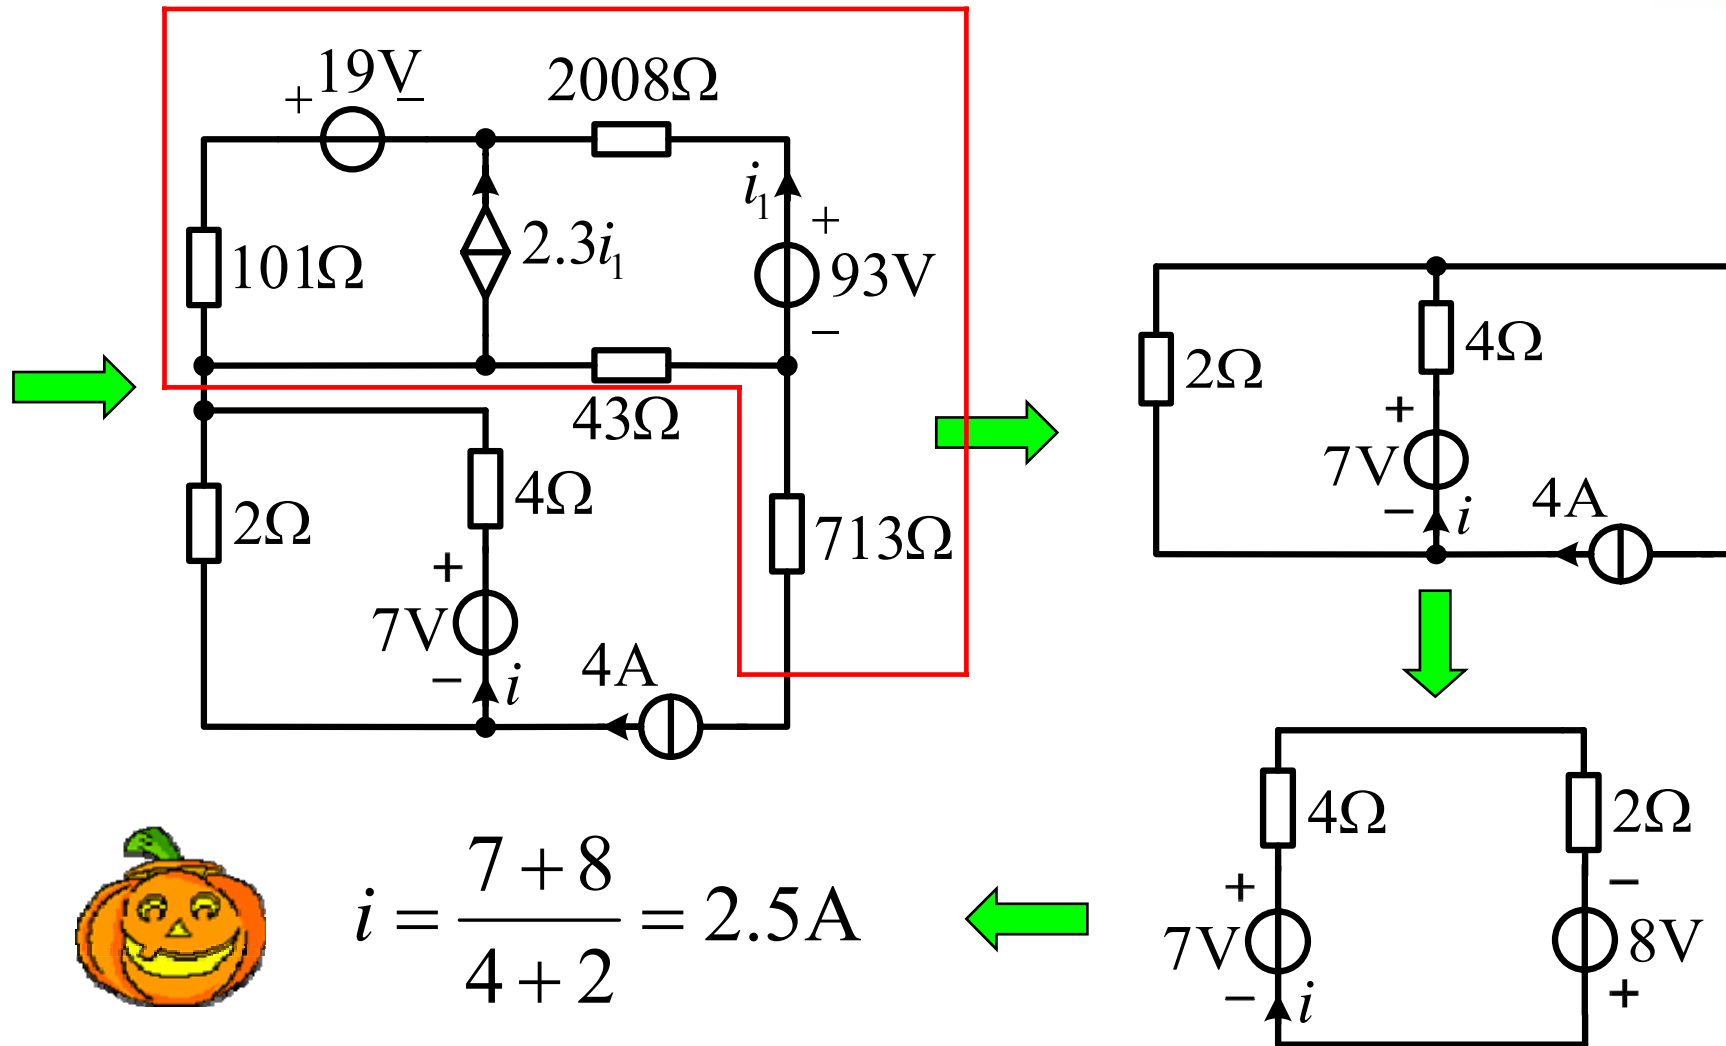 + 19V −
2008Ω
i₁
+
101Ω
2.3i₁
93V
−
43Ω
4Ω
2Ω
713Ω
+
7V
−
i
4A
2Ω
4Ω
+
7V
−
i
4A
4Ω
2Ω
+
−
7V
8V
−
+
i
i = (7 + 8) / (4 + 2) = 2.5A